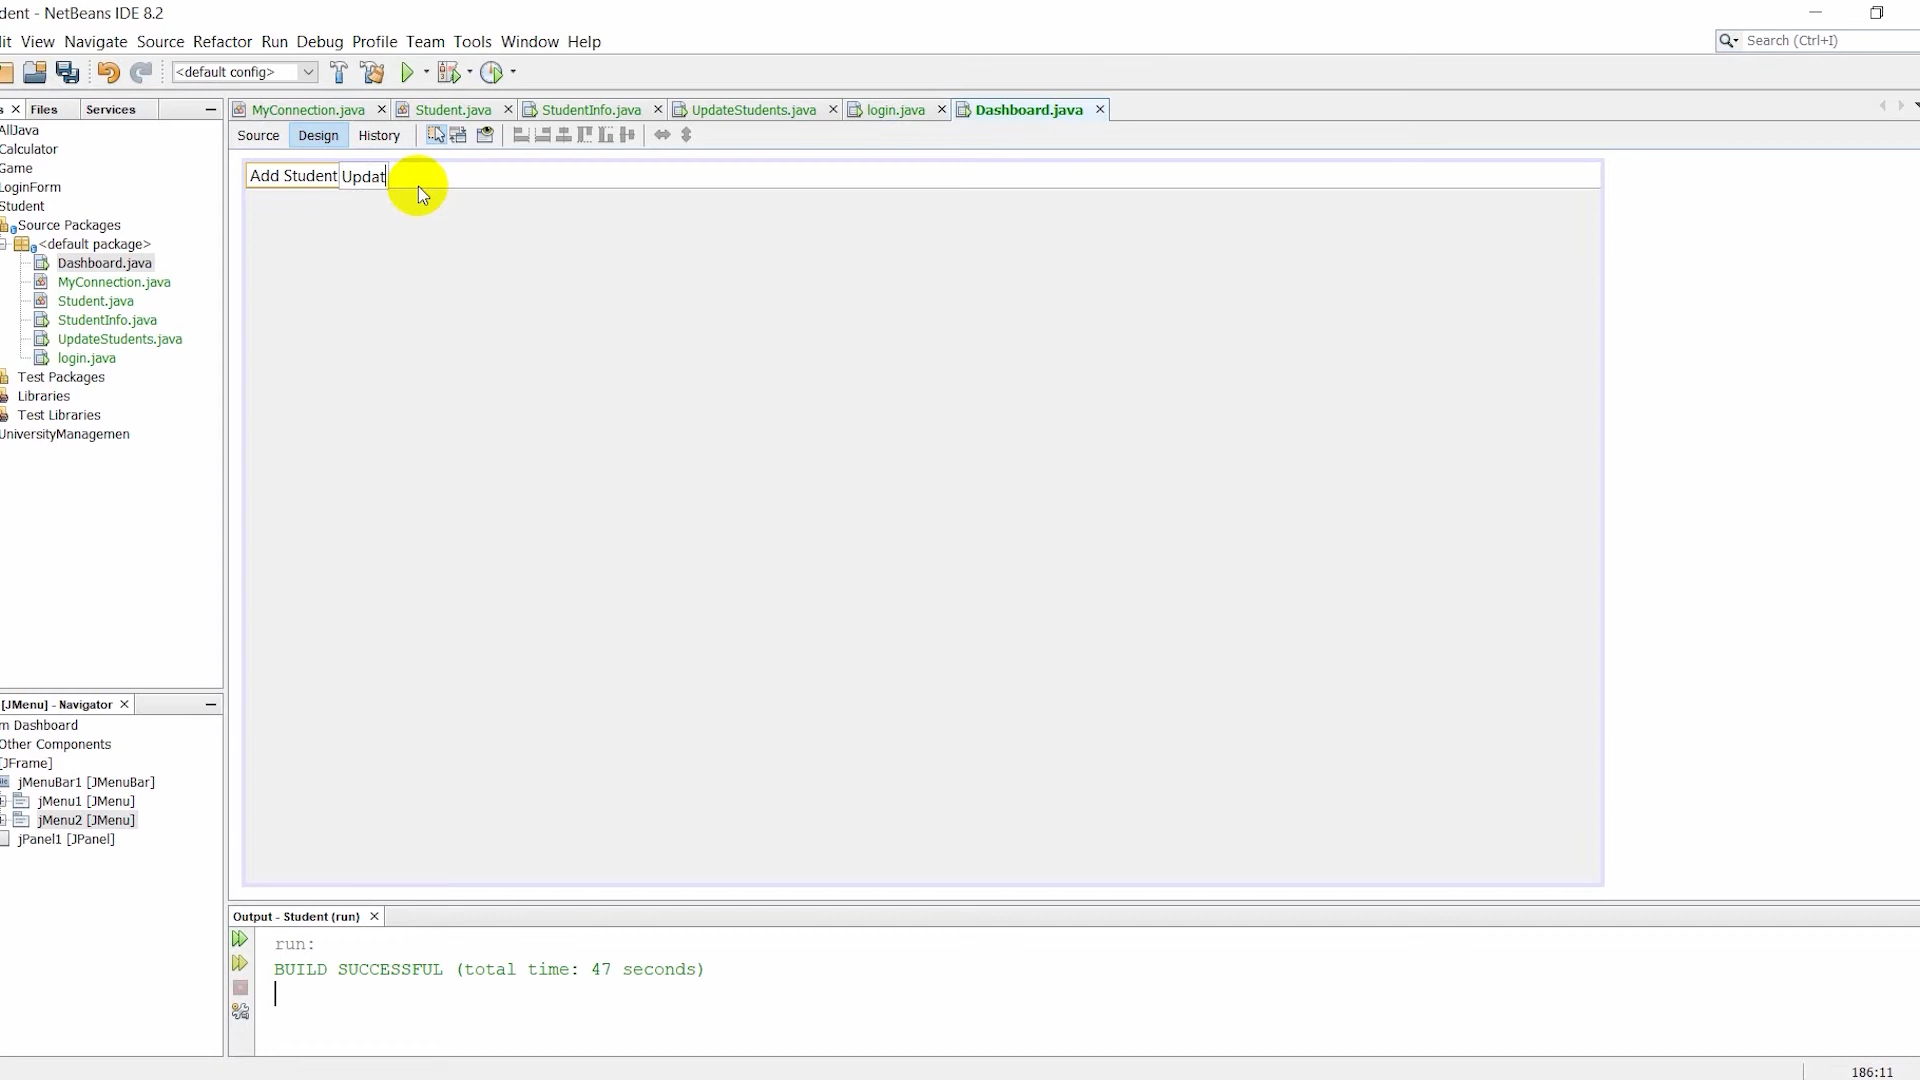 dent - NetBeans IDE 8.2
it View Navigate Source Refactor Run Debug Profile Team Tools Window Help
Search (Ctrl+I)
<default config>
s Files Services
MyConnection.java Student.java StudentInfo.java UpdateStudents.java login.java Dashboard.java
Source Design History
AllJava
Calculator
Game
LoginForm
Student
Source Packages
<default package>
Dashboard.java
MyConnection.java
Student.java
StudentInfo.java
UpdateStudents.java
login.java
Test Packages
Libraries
Test Libraries
UniversityManagemen
Add Student Updat
[JMenu] - Navigator
m Dashboard
Other Components
[JFrame]
jMenuBar1 [JMenuBar]
jMenu1 [JMenu]
jMenu2 [JMenu]
jPanel1 [JPanel]
Output - Student (run)
run:
BUILD SUCCESSFUL (total time: 47 seconds)
186:11